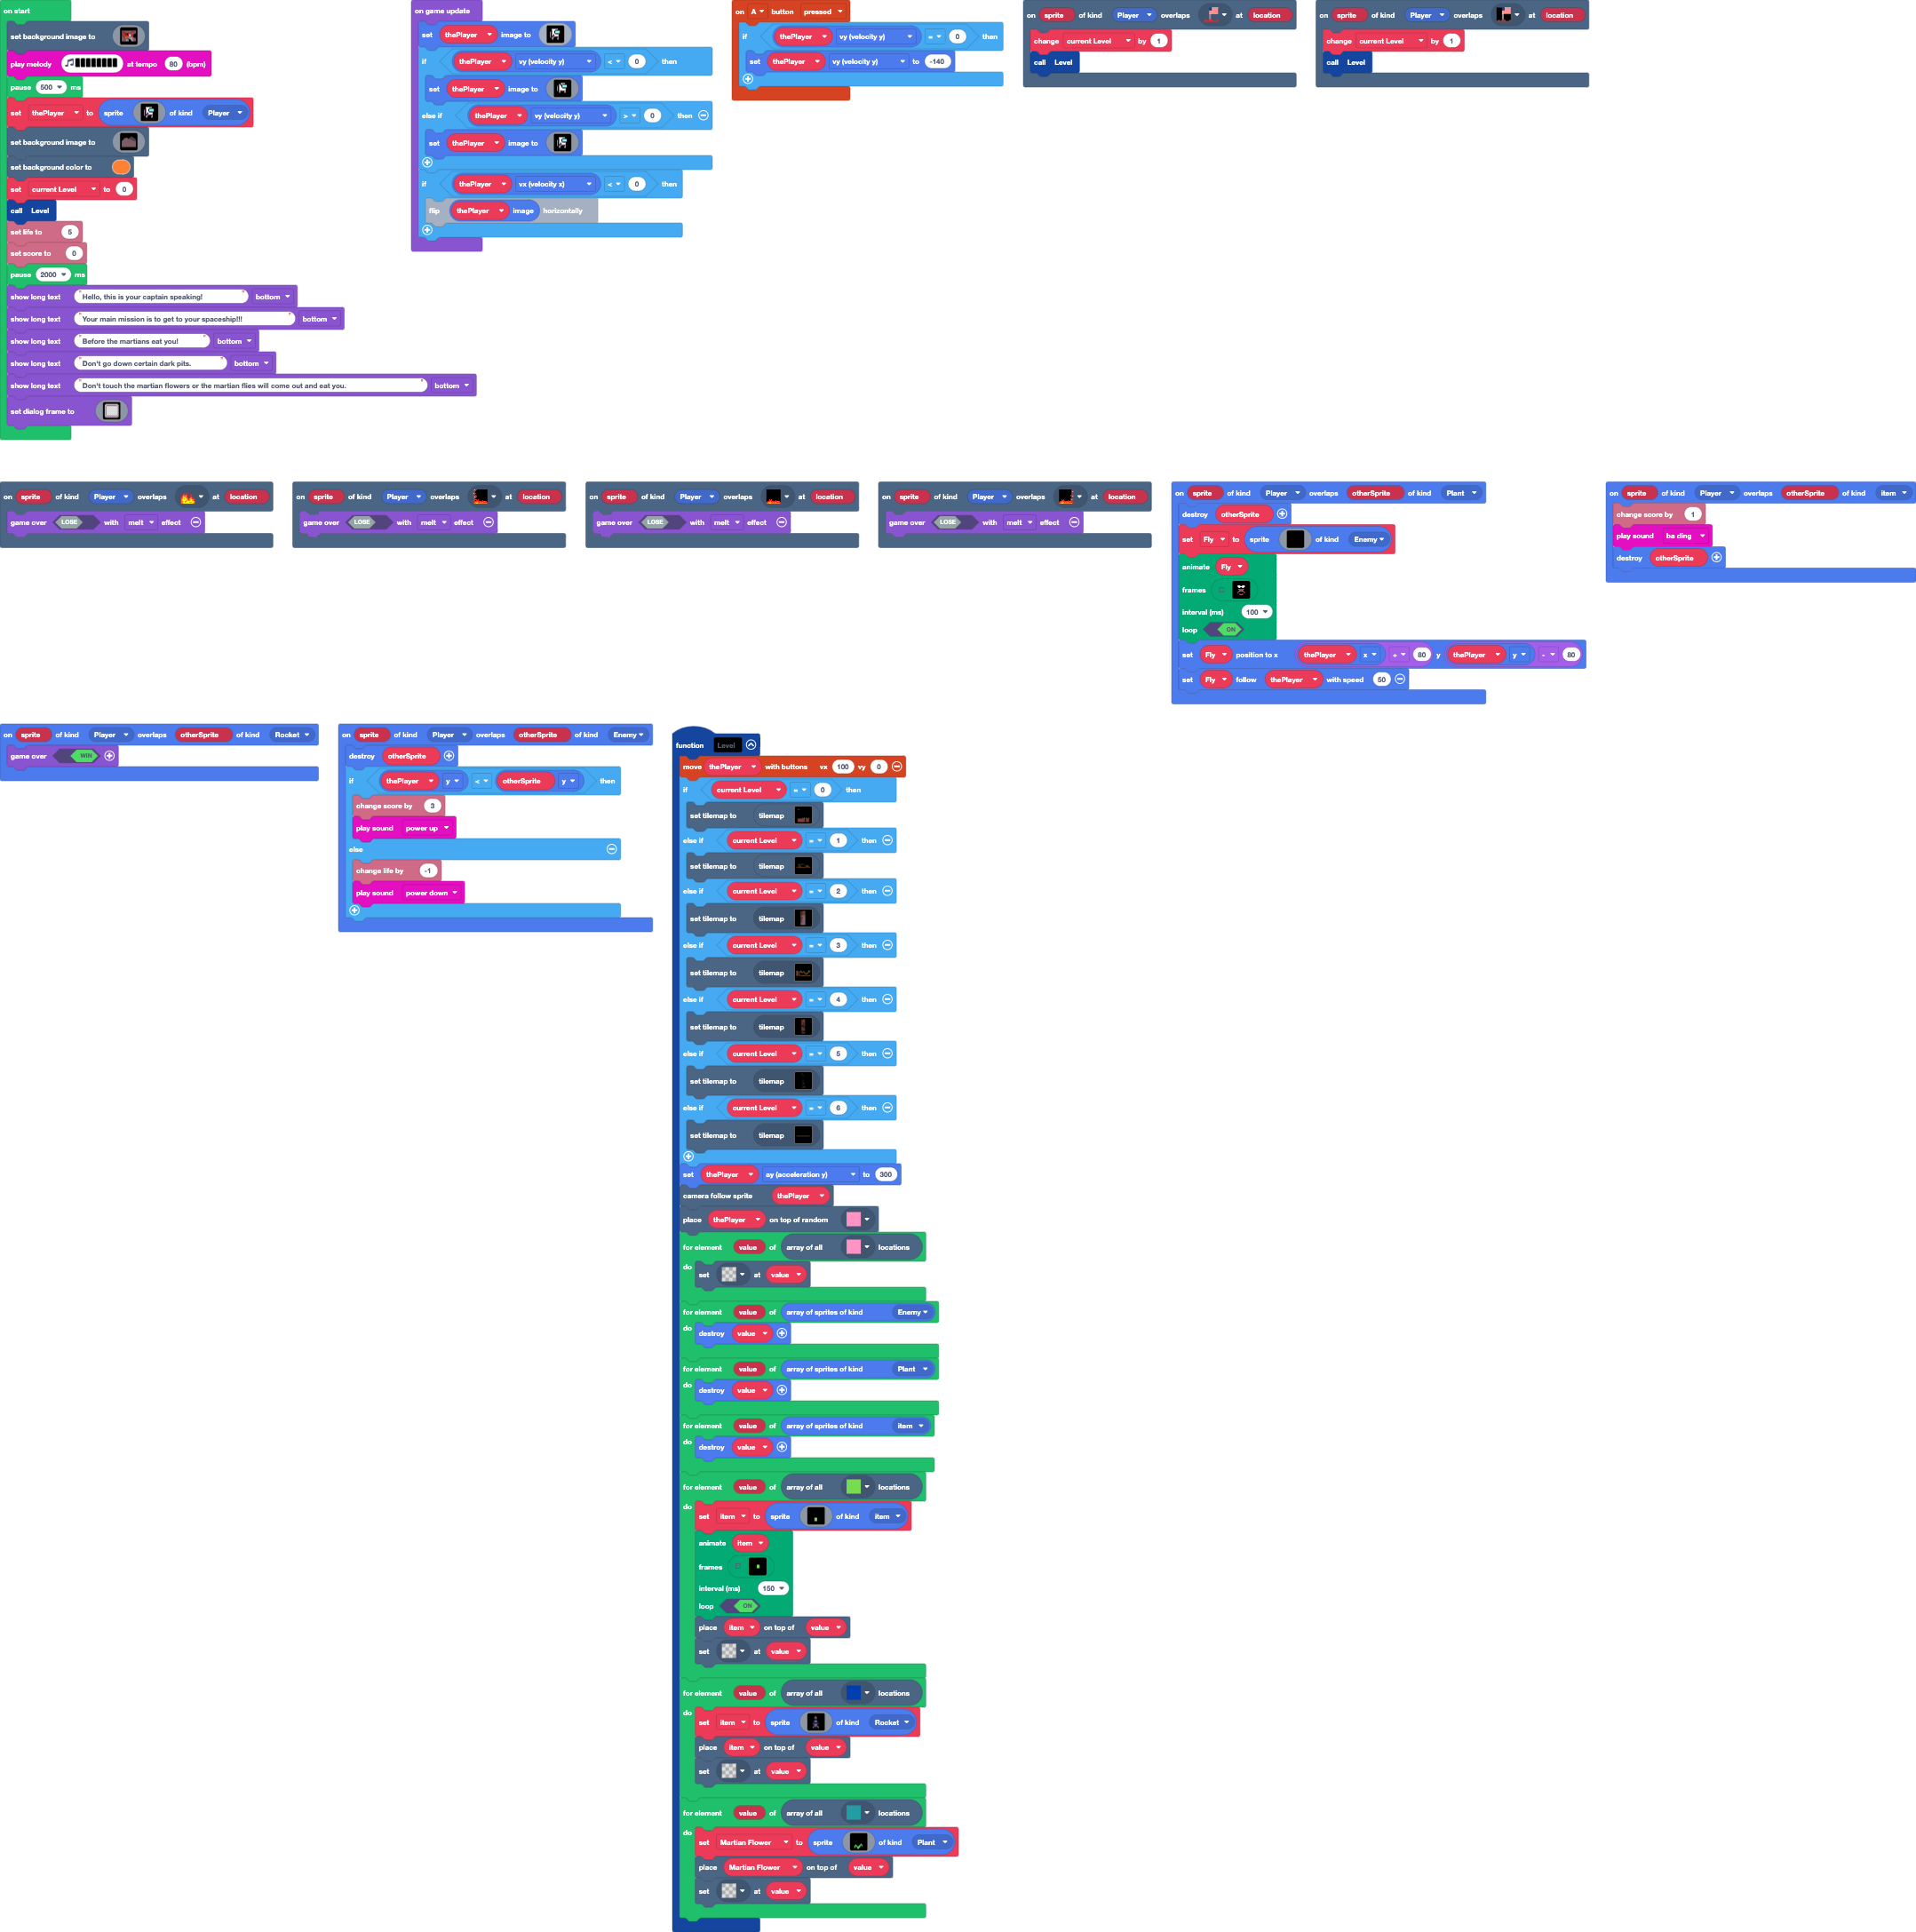 on start
set background image to
play melody at tempo 80 (bpm)
pause 500 ms
set thePlayer to sprite of kind Player
set background image to
set background color to
set current Level to 0
call Level
set life to 5
set score to 0
pause 2000 ms
show long text " Hello, this is your captain speaking! " bottom
show long text " Your main mission is to get to your spaceship!!! " bottom
show long text " Before the martians eat you! " bottom
show long text " Don't go down certain dark pits. " bottom
show long text " Don't touch the martian flowers or the martian flies will come out and eat you. " bottom
set dialog frame to
on game update
set thePlayer image to
if thePlayer vy (velocity y) < 0 then
set thePlayer image to
else if thePlayer vy (velocity y) > 0 then
set thePlayer image to
if thePlayer vx (velocity x) < 0 then
flip thePlayer image horizontally
on A button pressed
if thePlayer vy (velocity y) = 0 then
set thePlayer vy (velocity y) to -140
on sprite of kind Player overlaps at location
change current Level by 1
call Level
on sprite of kind Player overlaps at location
change current Level by 1
call Level
on sprite of kind Player overlaps at location
game over LOSE with melt effect
on sprite of kind Player overlaps at location
game over LOSE with melt effect
on sprite of kind Player overlaps at location
game over LOSE with melt effect
on sprite of kind Player overlaps at location
game over LOSE with melt effect
on sprite of kind Player overlaps otherSprite of kind Plant
destroy otherSprite
set Fly to sprite of kind Enemy
animate Fly
frames
interval (ms) 100
loop ON
set Fly position to x thePlayer x + 80 y thePlayer y - 80
set Fly follow thePlayer with speed 50
on sprite of kind Player overlaps otherSprite of kind item
change score by 1
play sound ba ding
destroy otherSprite
on sprite of kind Player overlaps otherSprite of kind Rocket
game over WIN
on sprite of kind Player overlaps otherSprite of kind Enemy
destroy otherSprite
if thePlayer y < otherSprite y then
change score by 3
play sound power up
else
change life by -1
play sound power down
function Level
move thePlayer with buttons vx 100 vy 0
if current Level = 0 then
set tilemap to tilemap
else if current Level = 1 then
set tilemap to tilemap
else if current Level = 2 then
set tilemap to tilemap
else if current Level = 3 then
set tilemap to tilemap
else if current Level = 4 then
set tilemap to tilemap
else if current Level = 5 then
set tilemap to tilemap
else if current Level = 6 then
set tilemap to tilemap
set thePlayer ay (acceleration y) to 300
camera follow sprite thePlayer
place thePlayer on top of random
for element value of array of all locations
do
set at value
for element value of array of sprites of kind Enemy
do
destroy value
for element value of array of sprites of kind Plant
do
destroy value
for element value of array of sprites of kind item
do
destroy value
for element value of array of all locations
do
set item to sprite of kind item
animate item
frames
interval (ms) 150
loop ON
place item on top of value
set at value
for element value of array of all locations
do
set item to sprite of kind Rocket
place item on top of value
set at value
for element value of array of all locations
do
set Martian Flower to sprite of kind Plant
place Martian Flower on top of value
set at value